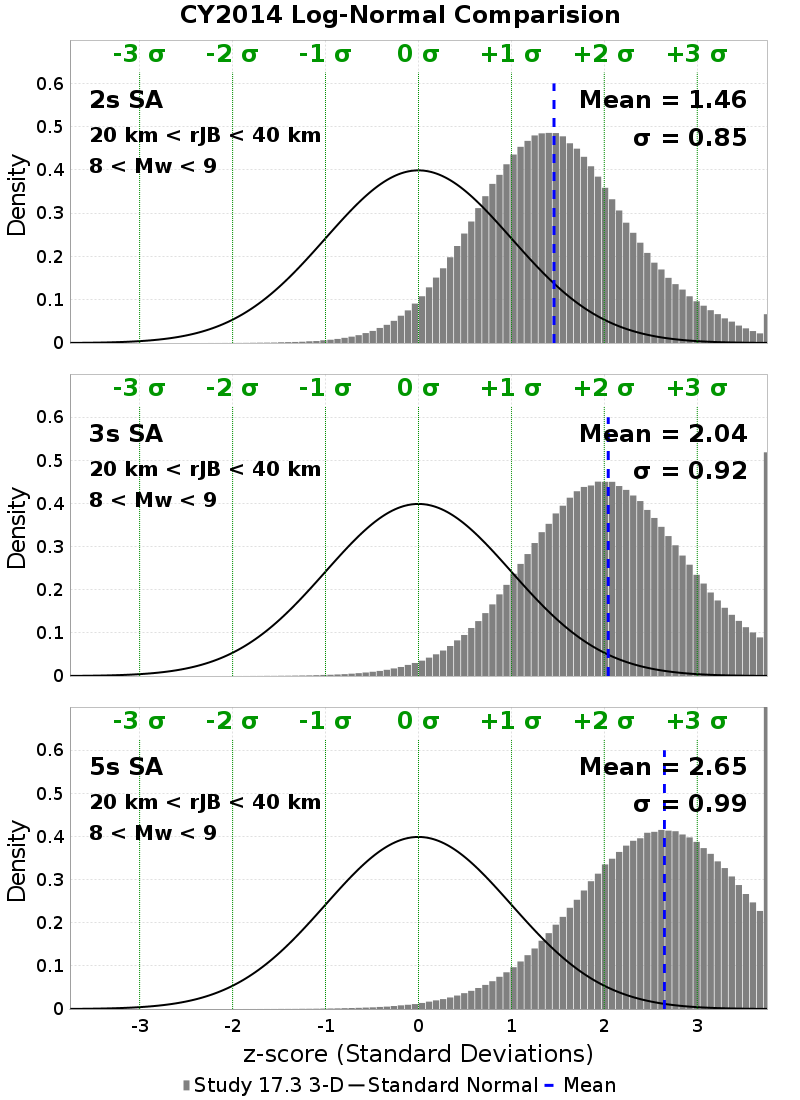 CY2014 Log-Normal Comparision
-3 σ -2 σ -1 σ 0 σ +1 σ +2 σ +3 σ
0.6
2s SA
Mean = 1.46
0.5
20 km < rJB < 40 km
σ = 0.85
8 < Mw < 9
0.4
0.3
0.2
0.1
0
Density
-3 σ -2 σ -1 σ 0 σ +1 σ +2 σ +3 σ
0.6
3s SA
Mean = 2.04
0.5
20 km < rJB < 40 km
σ = 0.92
8 < Mw < 9
0.4
0.3
0.2
0.1
0
Density
-3 σ -2 σ -1 σ 0 σ +1 σ +2 σ +3 σ
0.6
5s SA
Mean = 2.65
0.5
20 km < rJB < 40 km
σ = 0.99
8 < Mw < 9
0.4
0.3
0.2
0.1
0
Density
-3 -2 -1 0 1 2 3
z-score (Standard Deviations)
Study 17.3 3-D Standard Normal Mean